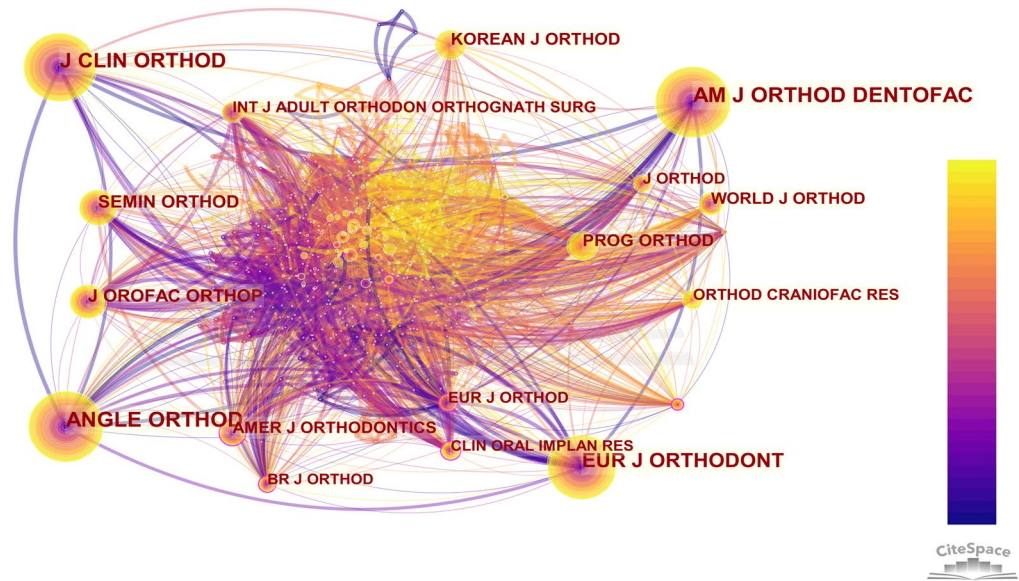 KOREAN J ORTHOD
J CLIN ORTHOD
AM J ORTHOD DENTOFAC
INT J ADULT ORTHODON ORTHOGNATH SURG
J ORTHOD
WORLD J ORTHOD
SEMIN ORTHOD
PROG ORTHOD
J OROFAC ORTHOP
ORTHOD CRANIOFAC RES
EUR J ORTHOD
ANGLE ORTHOD
AMER J ORTHODONTICS
CLIN ORAL IMPLAN RES
EUR J ORTHODONT
BR J ORTHOD
CiteSpace